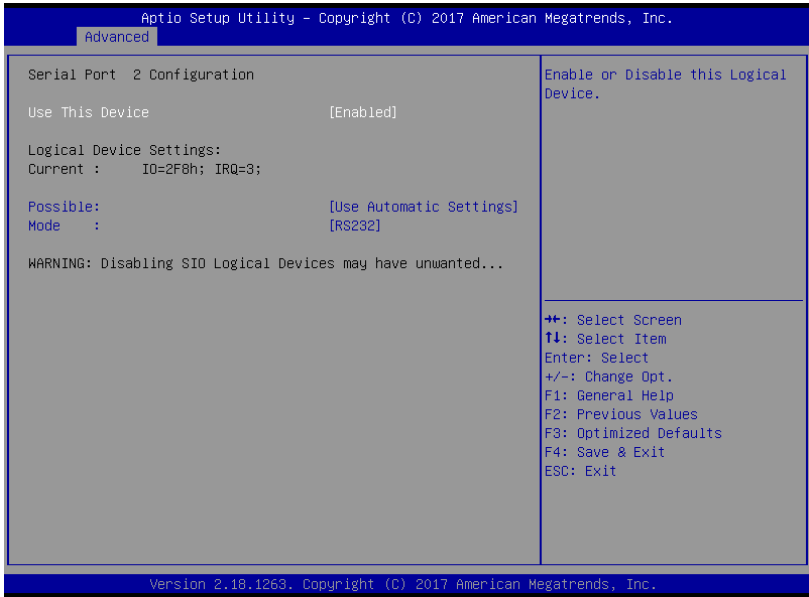 Aptio Setup Utility – Copyright (C) 2017 American Megatrends, Inc.
Advanced
Serial Port  2 Configuration
Use This Device [Enabled]
Logical Device Settings:
Current : IO=2F8h; IRQ=3;
Possible: [Use Automatic Settings]
Mode : [RS232]
WARNING: Disabling SIO Logical Devices may have unwanted...
Enable or Disable this Logical
Device.
→←: Select Screen
↑↓: Select Item
Enter: Select
+/-: Change Opt.
F1: General Help
F2: Previous Values
F3: Optimized Defaults
F4: Save & Exit
ESC: Exit
Version 2.18.1263. Copyright (C) 2017 American Megatrends, Inc.